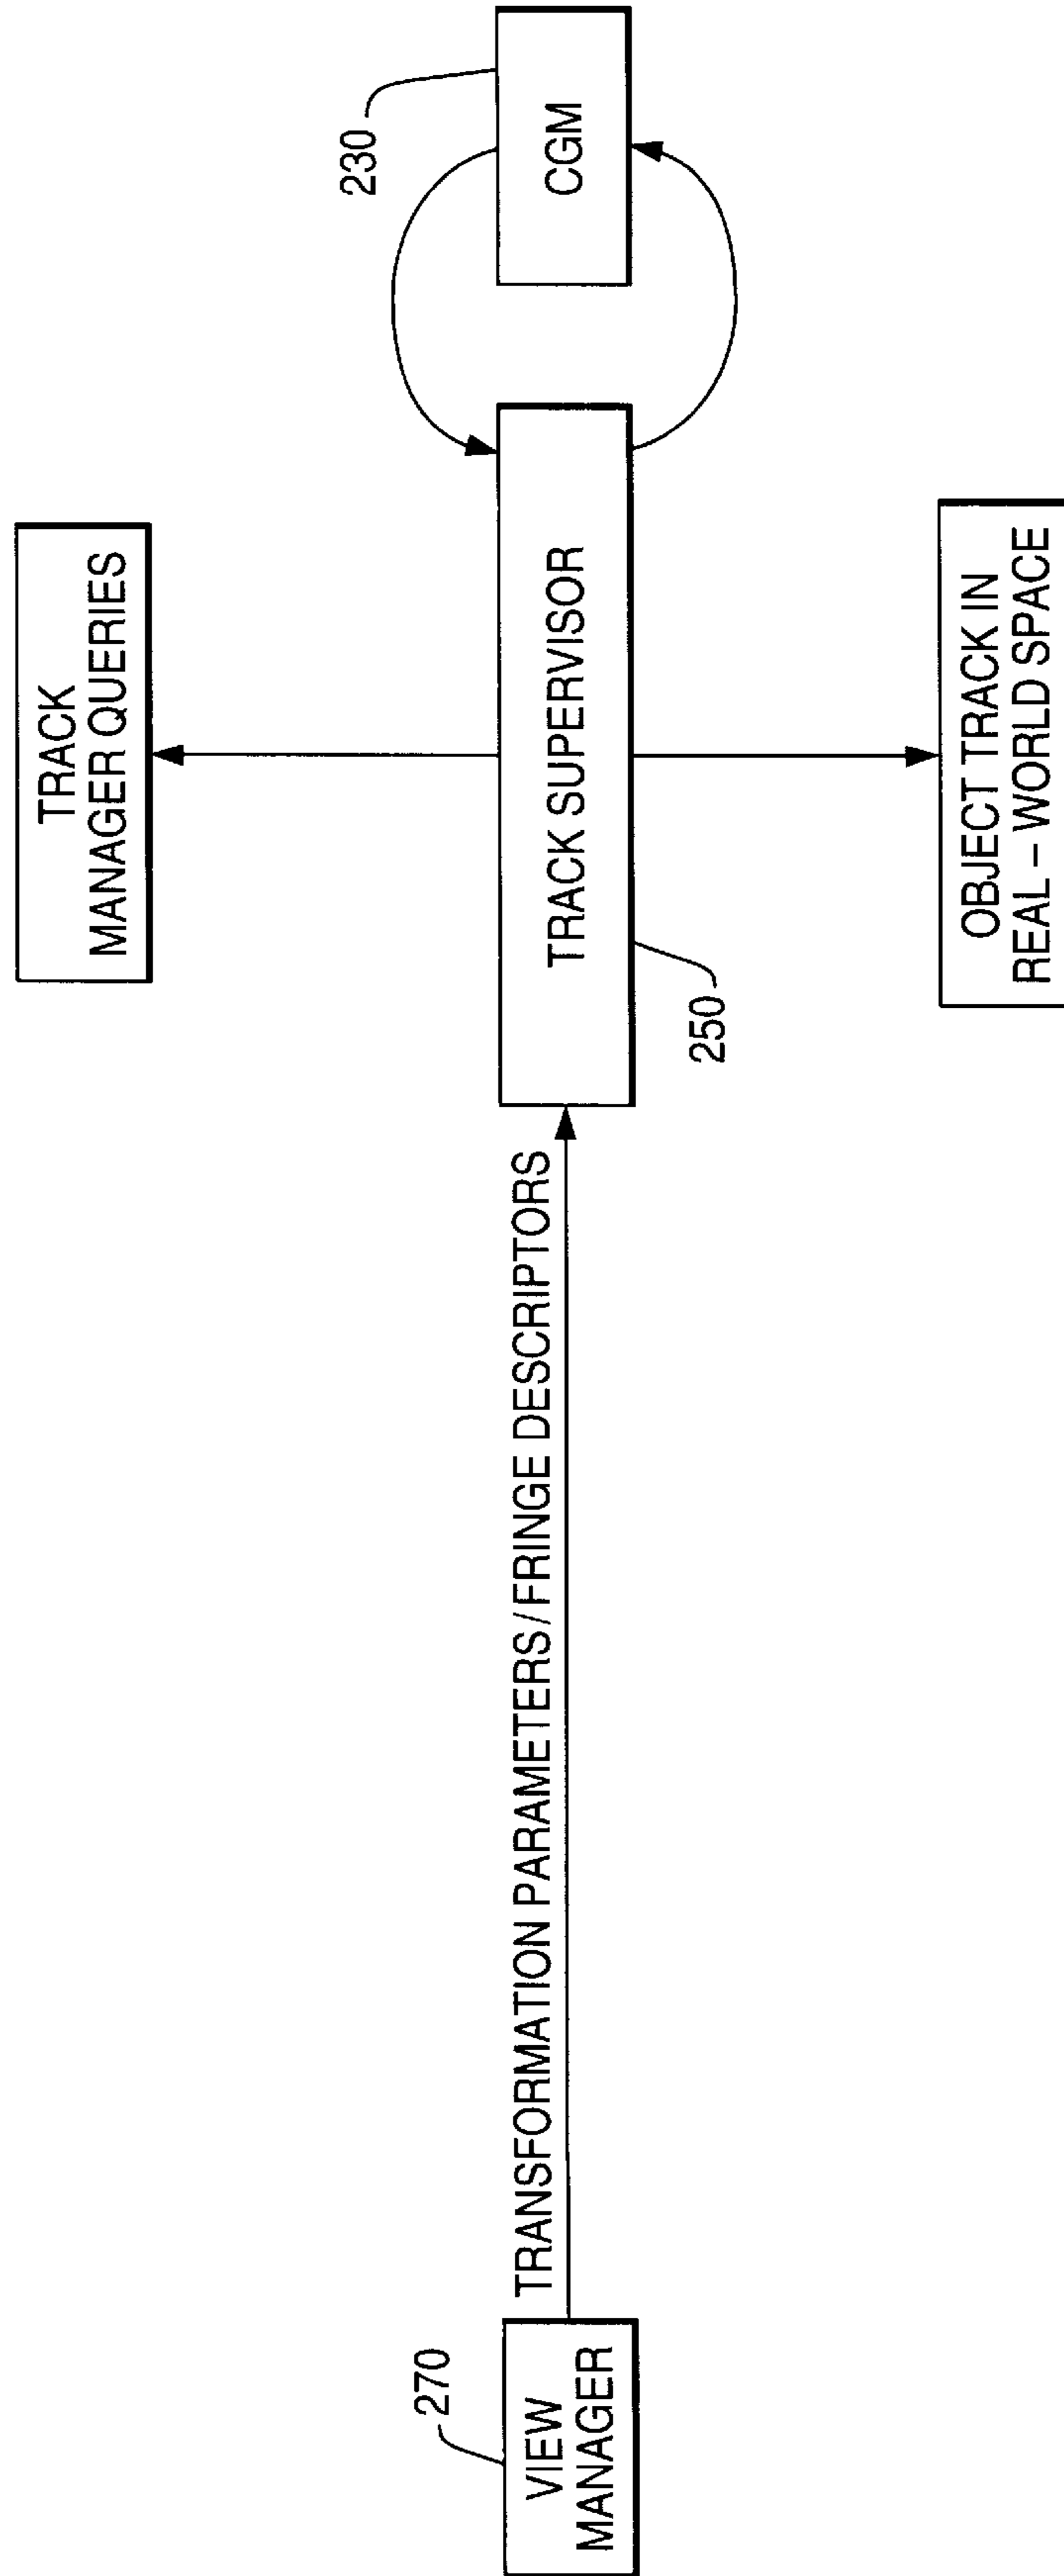 TRACK
MANAGER QUERIES
230
CGM
TRACK SUPERVISOR
250
OBJECT TRACK IN
REAL – WORLD SPACE
TRANSFORMATION PARAMETERS/FRINGE DESCRIPTORS
270
VIEW
MANAGER